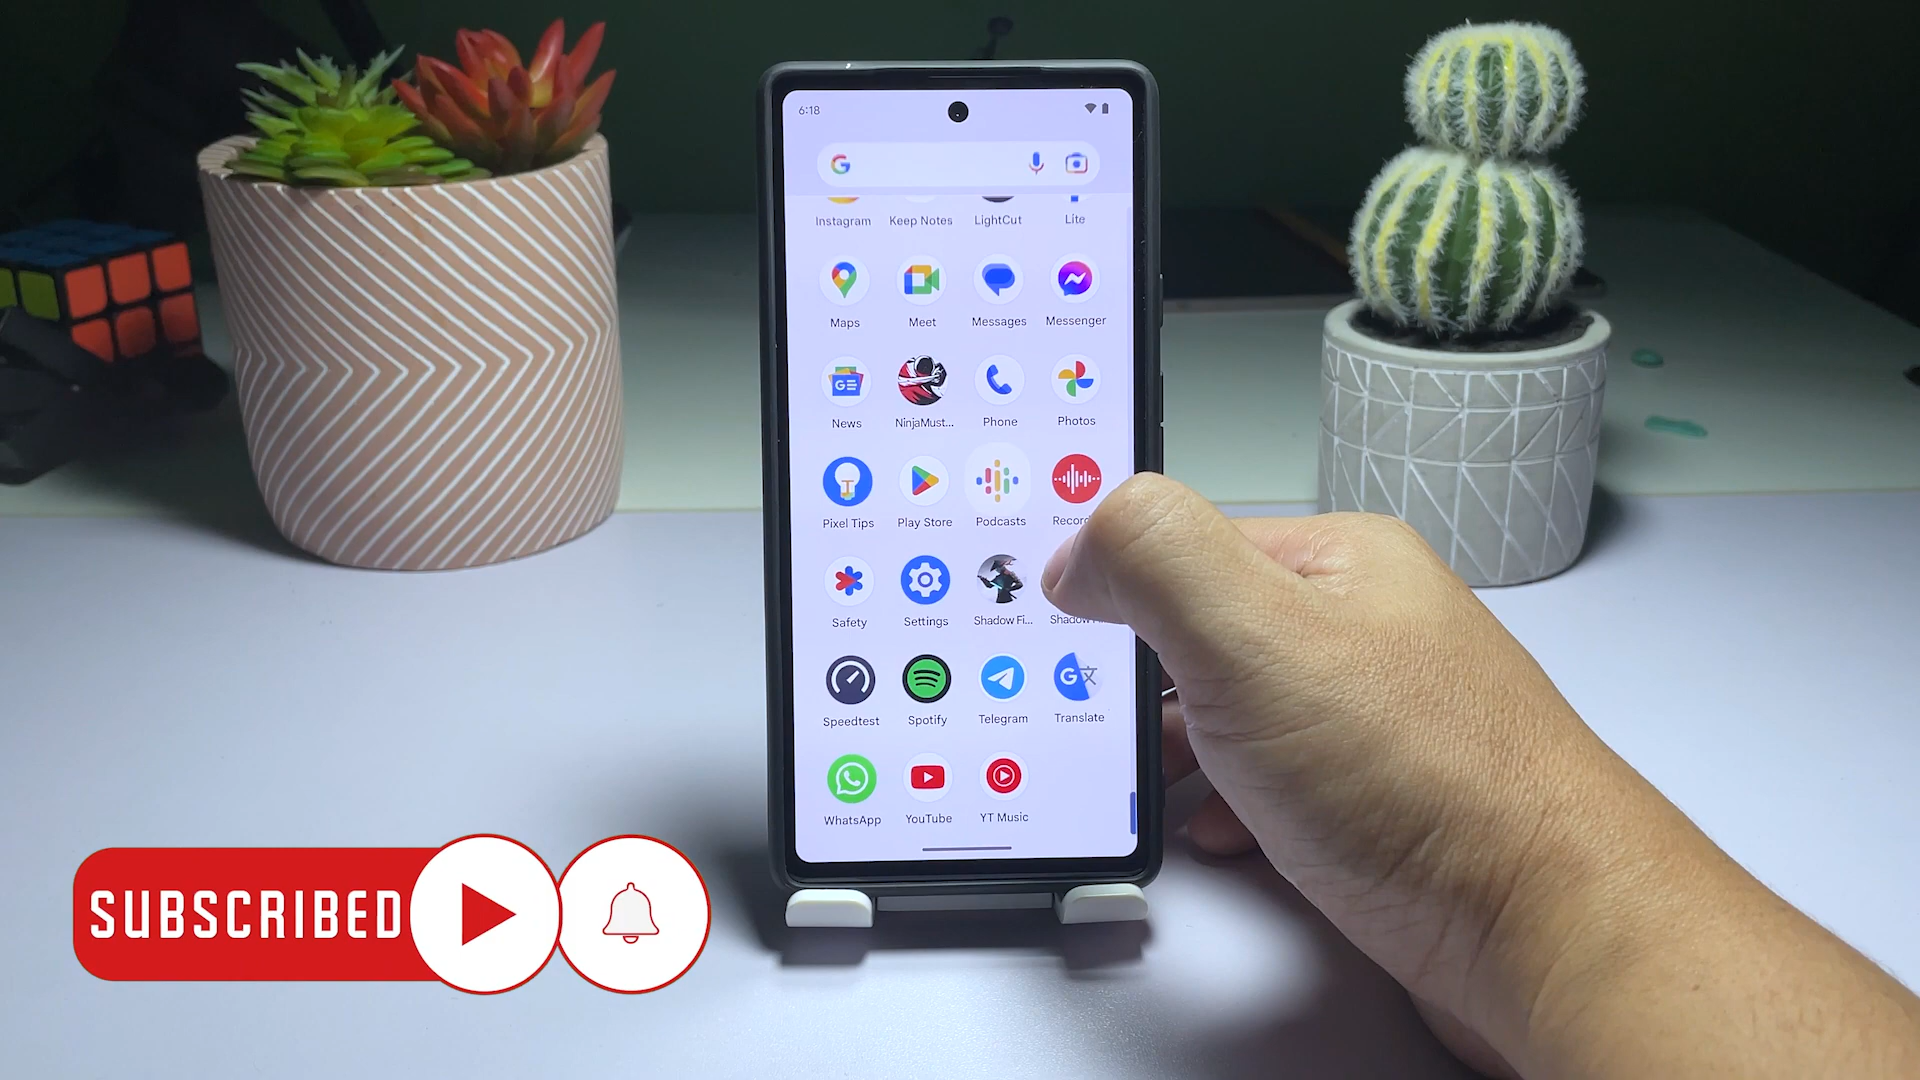 6:18
Instagram Keep Notes LightCut Lite
Maps Meet Messages Messenger
News NinjaMust... Phone Photos
Pixel Tips Play Store Podcasts
Safety Settings Shadow Fi... Shadow
Speedtest Spotify Telegram Translate
WhatsApp YouTube YT Music
SUBSCRIBED